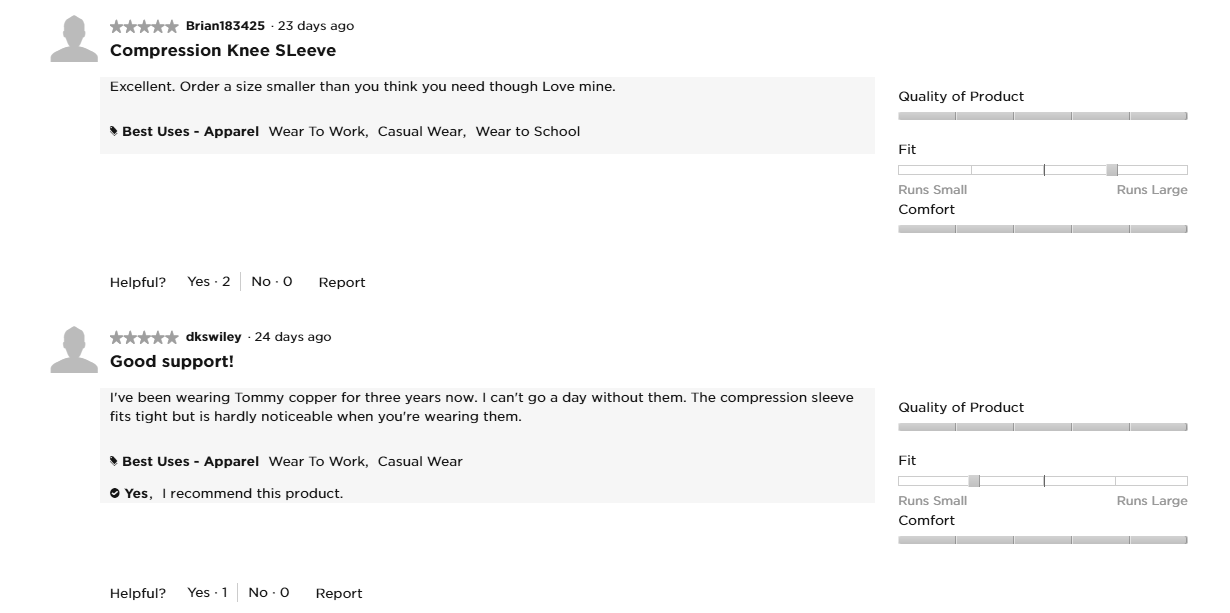 Brian183425 · 23 days ago
Compression Knee SLeeve
Excellent. Order a size smaller than you think you need though Love mine.
Quality of Product
Best Uses - Apparel Wear To Work, Casual Wear, Wear to School
Fit
Runs Small Runs Large
Comfort
Helpful? Yes · 2 No · 0 Report
dkswiley · 24 days ago
Good support!
I've been wearing Tommy copper for three years now. I can't go a day without them. The compression sleeve
fits tight but is hardly noticeable when you're wearing them.
Quality of Product
Best Uses - Apparel Wear To Work, Casual Wear
Fit
Yes, I recommend this product.
Runs Small Runs Large
Comfort
Helpful? Yes · 1 No · 0 Report